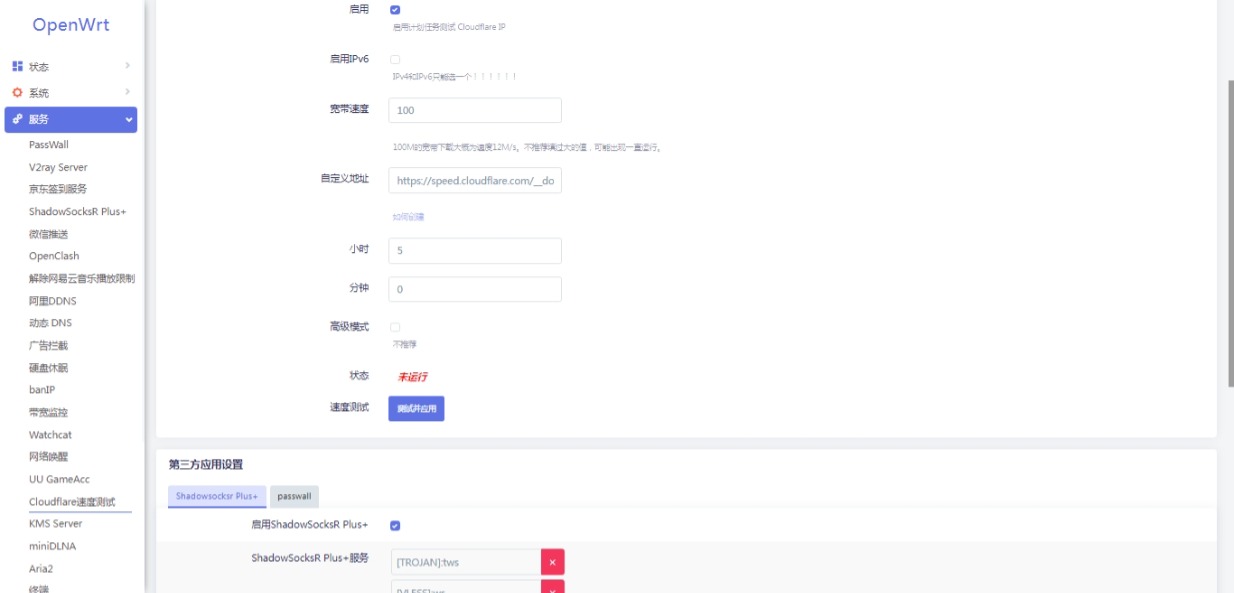 OpenWrt
状态
系统
服务
PassWall
V2ray Server
京东签到服务
ShadowSocksR Plus+
微信推送
OpenClash
解除网易云音乐播放限制
阿里DDNS
动态 DNS
广告拦截
硬盘休眠
banIP
带宽监控
Watchcat
网络唤醒
UU GameAcc
Cloudflare速度测试
KMS Server
miniDLNA
Aria2
终端
启用
启用计划任务测试 Cloudflare IP
启用IPv6
IPv4和IPv6只能选一个！！！！！！
宽带速度
100
100M的宽带下载大概为速度12M/s。不推荐填过大的值，可能出现一直运行。
自定义地址
https://speed.cloudflare.com/__do
如何创建
小时
5
分钟
0
高级模式
不推荐
状态
未运行
速度测试
测试并应用
第三方应用设置
Shadowsocksr Plus+
passwall
启用ShadowSocksR Plus+
ShadowSocksR Plus+服务
[TROJAN]:tws